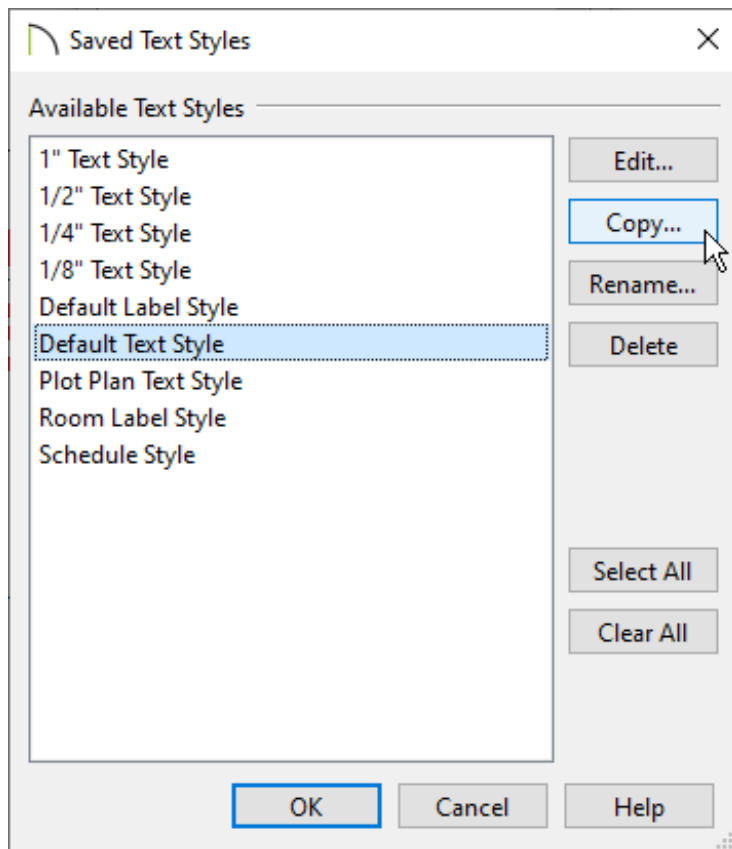 Saved Text Styles
Available Text Styles
1" Text Style
1/2" Text Style
1/4" Text Style
1/8" Text Style
Default Label Style
Default Text Style
Plot Plan Text Style
Room Label Style
Schedule Style
Edit...
Copy...
Rename...
Delete
Select All
Clear All
OK
Cancel
Help